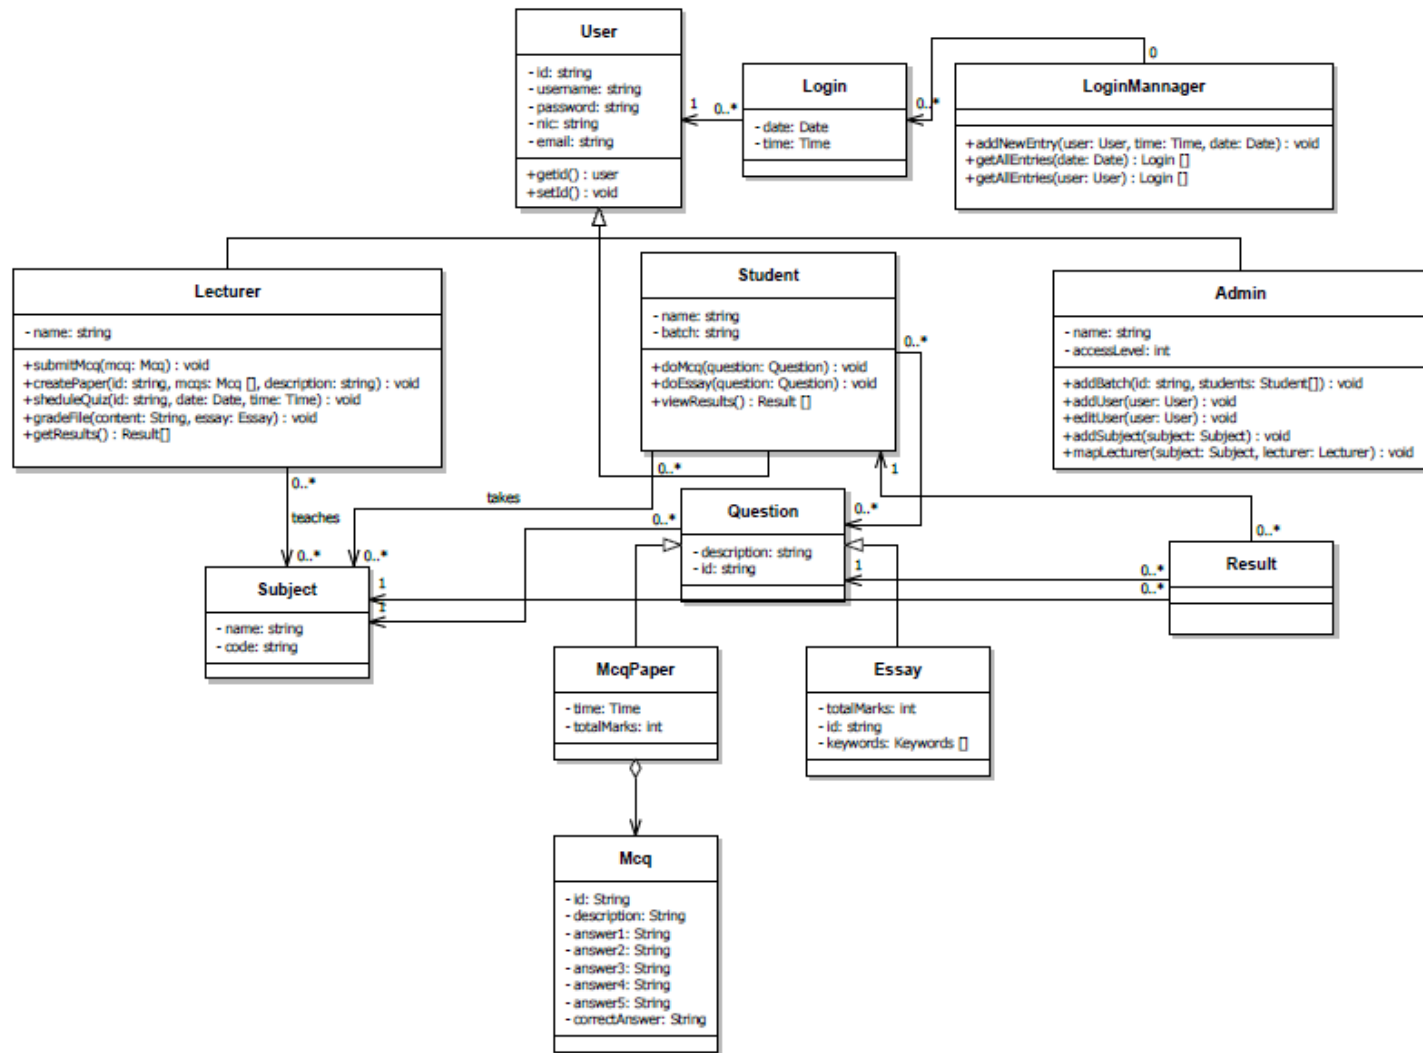 User
- id: string
- username: string
- password: string
- nic: string
- email: string
+getid() : user
+setId() : void
1
0..*
Login
- date: Date
- time: Time
0..*
0
LoginMannager
+addNewEntry(user: User, time: Time, date: Date) : void
+getAllEntries(date: Date) : Login []
+getAllEntries(user: User) : Login []
Lecturer
- name: string
+submitMcq(mcq: Mcq) : void
+createPaper(id: string, mcqs: Mcq [], description: string) : void
+sheduleQuiz(id: string, date: Date, time: Time) : void
+gradeFile(content: String, essay: Essay) : void
+getResults() : Result[]
Student
- name: string
- batch: string
+doMcq(question: Question) : void
+doEssay(question: Question) : void
+viewResults() : Result []
0..*
Admin
- name: string
- accessLevel: int
+addBatch(id: string, students: Student[]) : void
+addUser(user: User) : void
+editUser(user: User) : void
+addSubject(subject: Subject) : void
+mapLecturer(subject: Subject, lecturer: Lecturer) : void
0..*
teaches
0..*
0..*
takes
0..*
1
0..*
0..*
Question
- description: string
- id: string
0..*
1
0..*
0..*
Result
Subject
- name: string
- code: string
1
1
McqPaper
- time: Time
- totalMarks: int
Essay
- totalMarks: int
- id: string
- keywords: Keywords []
Mcq
- id: String
- description: String
- answer1: String
- answer2: String
- answer3: String
- answer4: String
- answer5: String
- correctAnswer: String